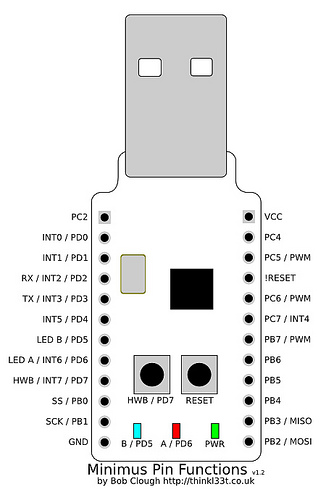 PC2
VCC
INT0 / PD0
PC4
INT1 / PD1
PC5 / PWM
RX / INT2 / PD2
!RESET
TX / INT3 / PD3
PC6 / PWM
INT5 / PD4
PC7 / INT4
LED B / PD5
PB7 / PWM
LED A / INT6 / PD6
PB6
HWB / INT7 / PD7
PB5
SS / PB0
PB4
HWB / PD7
RESET
SCK / PB1
PB3 / MISO
GND
PB2 / MOSI
B / PD5
A / PD6
PWR
Minimus Pin Functions v1.2
by Bob Clough http://thinkl33t.co.uk